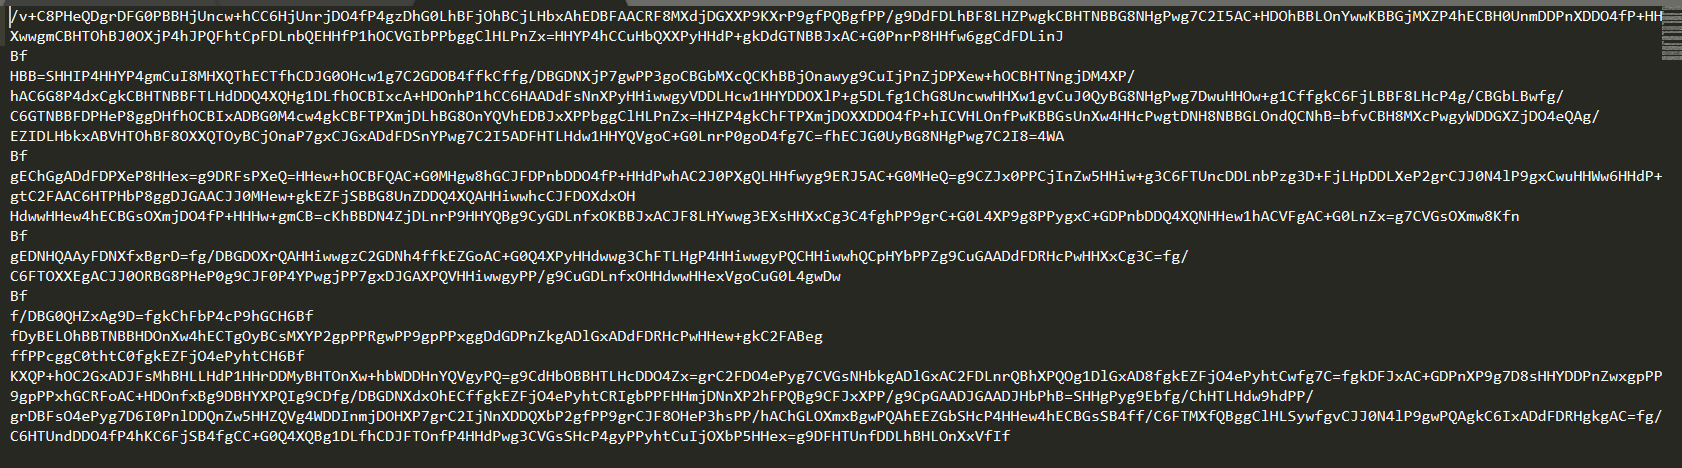 /v+C8PHeQDgrDFG0PBBHjUncw+hCC6HjUnrjDO4fP4gzDhG0LhBFjOhBCjLHbxAhEDBFAACRF8MXdjDGXXP9KXrP9gfPQBgfPP/g9DdFDLhBF8LHZPwgkCBHTNBBG8NHgPwg7C2I5AC+HDOhBBLOnYwwKBBGjMXZP4hECBH0UnmDDPnXDDO4fP+HH
XwwgmCBHTOhBJ0OXjP4hJPQFhtCpFDLnbQEHHfP1hOCVGIbPPbggClHLPnZx=HHYP4hCCuHbQXXPyHHdP+gkDdGTNBBJxAC+G0PnrP8HHfw6ggCdFDLinJ
Bf
HBB=SHHIP4HHYP4gmCuI8MHXQThECTfhCDJG0OHcw1g7C2GDOB4ffkCffg/DBGDNXjP7gwPP3goCBGbMXcQCKhBBjOnawyg9CuIjPnZjDPXew+hOCBHTNngjDM4XP/
hAC6G8P4dxCgkCBHTNBBFTLHdDDQ4XQHg1DLfhOCBIxcA+HDOnhP1hCC6HAADdFsNnXPyHHiwwgyVDDLHcw1HHYDDOXlP+g5DLfg1ChG8UncwwHHXw1gvCuJ0QyBG8NHgPwg7DwuHHOw+g1CffgkC6FjLBBF8LHcP4g/CBGbLBwfg/
C6GTNBBFDPHeP8ggDHfhOCBIxADBG0M4cw4gkCBFTPXmjDLhBG8OnYQVhEDBJxXPPbggClHLPnZx=HHZP4gkChFTPXmjDOXXDDO4fP+hICVHLOnfPwKBBGsUnXw4HHcPwgtDNH8NBBGLOndQCNhB=bfvCBH8MXcPwgyWDDGXZjDO4eQAg/
EZIDLHbkxABVHTOhBF8OXXQTOyBCjOnaP7gxCJGxADdFDSnYPwg7C2I5ADFHTLHdw1HHYQVgoC+G0LnrP0goD4fg7C=fhECJG0UyBG8NHgPwg7C2I8=4WA
Bf
gEChGgADdFDPXeP8HHex=g9DRFsPXeQ=HHew+hOCBFQAC+G0MHgw8hGCJFDPnbDDO4fP+HHdPwhAC2J0PXgQLHHfwyg9ERJ5AC+G0MHeQ=g9CZJx0PPCjInZw5HHiw+g3C6FTUncDDLnbPzg3D+FjLHpDDLXeP2grCJJ0N4lP9gxCwuHHWw6HHdP+
gtC2FAAC6HTPHbP8ggDJGAACJJ0MHew+gkEZFjSBBG8UnZDDQ4XQAHHiwwhcCJFDOXdxOH
HdwwHHew4hECBGsOXmjDO4fP+HHHw+gmCB=cKhBBDN4ZjDLnrP9HHYQBg9CyGDLnfxOKBBJxACJF8LHYwwg3EXsHHXxCg3C4fghPP9grC+G0L4XP9g8PPygxC+GDPnbDDQ4XQNHHew1hACVFgAC+G0LnZx=g7CVGsOXmw8Kfn
Bf
gEDNHQAAyFDNXfxBgrD=fg/DBGDOXrQAHHiwwgzC2GDNh4ffkEZGoAC+G0Q4XPyHHdwwg3ChFTLHgP4HHiwwgyPQCHHiwwhQCpHYbPPZg9CuGAADdFDRHcPwHHXxCg3C=fg/
C6FTOXXEgACJJ0ORBG8PHeP0g9CJF0P4YPwgjPP7gxDJGAXPQVHHiwwgyPP/g9CuGDLnfxOHHdwwHHexVgoCuG0L4gwDw
Bf
f/DBG0QHZxAg9D=fgkChFbP4cP9hGCH6Bf
fDyBELOhBBTNBBHDOnXw4hECTgOyBCsMXYP2gpPPRgwPP9gpPPxggDdGDPnZkgADlGxADdFDRHcPwHHew+gkC2FABeg
ffPPcggC0thtC0fgkEZFjO4ePyhtCH6Bf
KXQP+hOC2GxADJFsMhBHLLHdP1HHrDDMyBHTOnXw+hbWDDHnYQVgyPQ=g9CdHbOBBHTLHcDDO4Zx=grC2FDO4ePyg7CVGsNHbkgADlGxAC2FDLnrQBhXPQOg1DlGxAD8fgkEZFjO4ePyhtCwfg7C=fgkDFJxAC+GDPnXP9g7D8sHHYDDPnZwxgpPP
9gpPPxhGCRFoAC+HDOnfxBg9DBHYXPQIg9CDfg/DBGDNXdxOhECffgkEZFjO4ePyhtCRIgbPPFHHmjDNnXP2hFPQBg9CFJxXPP/g9CpGAADJGAADJHbPhB=SHHgPyg9Ebfg/ChHTLHdw9hdPP/
grDBFsO4ePyg7D6I0PnlDDQnZw5HHZQVg4WDDInmjDOHXP7grC2IjNnXDDQXbP2gfPP9grCJF8OHeP3hsPP/hAChGLOXmxBgwPQAhEEZGbSHcP4HHew4hECBGsSB4ff/C6FTMXfQBggClHLSywfgvCJJ0N4lP9gwPQAgkC6IxADdFDRHgkgAC=fg/
C6HTUndDDO4fP4hKC6FjSB4fgCC+G0Q4XQBg1DLfhCDJFTOnfP4HHdPwg3CVGsSHcP4gyPPyhtCuIjOXbP5HHex=g9DFHTUnfDDLhBHLOnXxVfIf